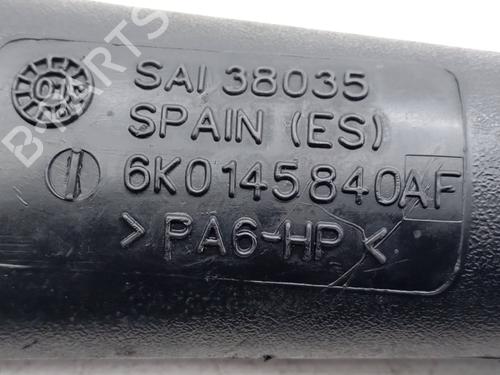 SAI 38035
SPAIN (ES)
6K0145840AF
>PA6-HP<